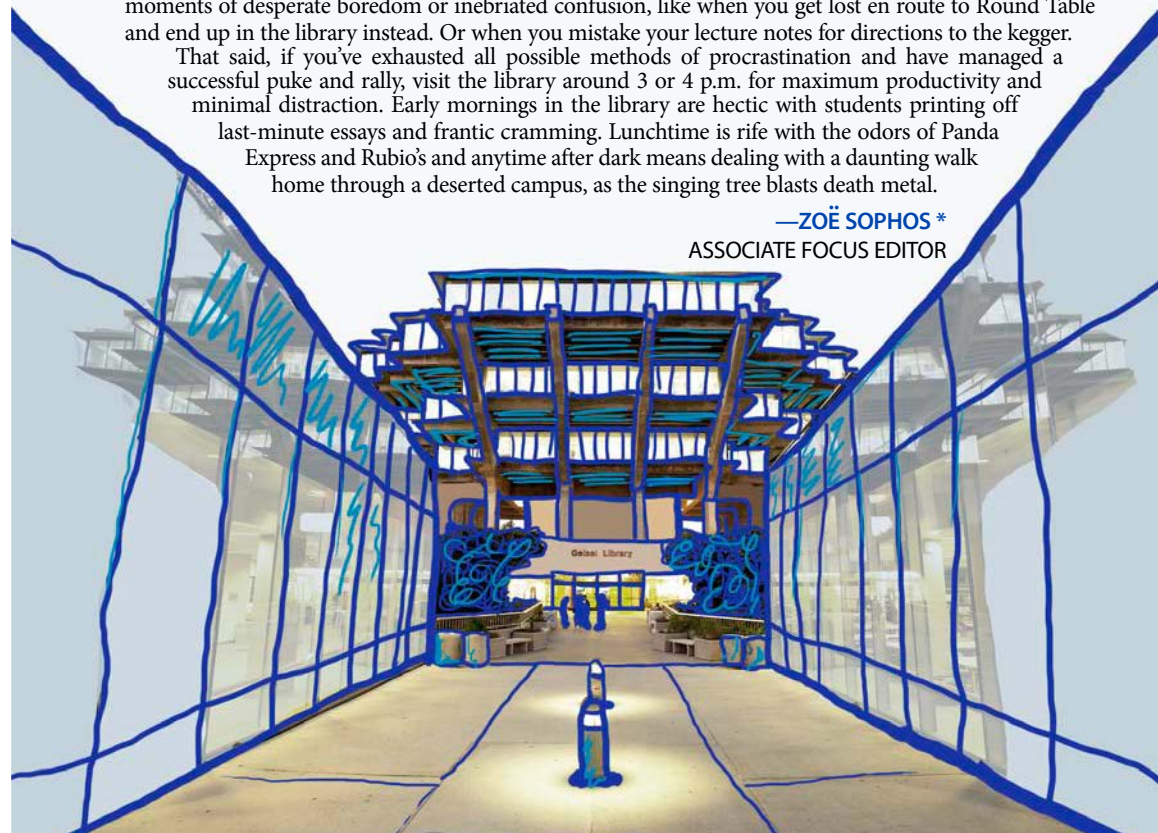 moments of desperate boredom or inebriated confusion, like when you get lost en route to Round Table
and end up in the library instead. Or when you mistake your lecture notes for directions to the kegger.
That said, if you've exhausted all possible methods of procrastination and have managed a
successful puke and rally, visit the library around 3 or 4 p.m. for maximum productivity and
minimal distraction. Early mornings in the library are hectic with students printing off
last-minute essays and frantic cramming. Lunchtime is rife with the odors of Panda
Express and Rubio's and anytime after dark means dealing with a daunting walk
home through a deserted campus, as the singing tree blasts death metal.
—ZOË SOPHOS *
ASSOCIATE FOCUS EDITOR
Geisel Library